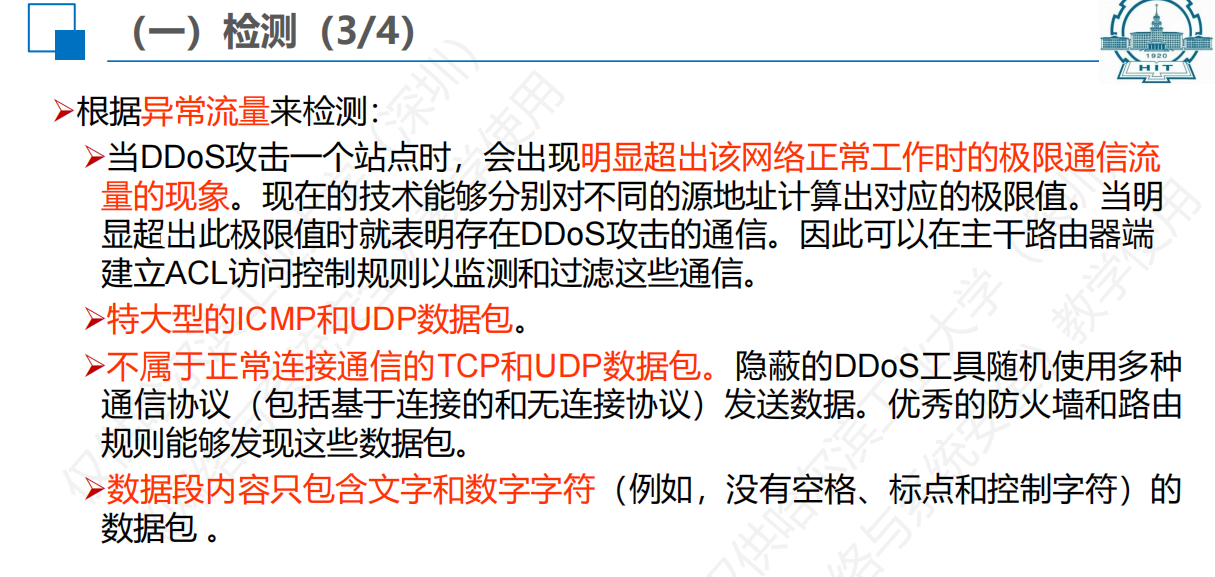 （一）检测（3/4）
1920
HIT
➢根据异常流量来检测：
➢当DDoS攻击一个站点时，会出现明显超出该网络正常工作时的极限通信流
量的现象。现在的技术能够分别对不同的源地址计算出对应的极限值。当明
显超出此极限值时就表明存在DDoS攻击的通信。因此可以在主干路由器端
建立ACL访问控制规则以监测和过滤这些通信。
➢特大型的ICMP和UDP数据包。
➢不属于正常连接通信的TCP和UDP数据包。隐蔽的DDoS工具随机使用多种
通信协议（包括基于连接的和无连接协议）发送数据。优秀的防火墙和路由
规则能够发现这些数据包。
➢数据段内容只包含文字和数字字符（例如，没有空格、标点和控制字符）的
数据包 。